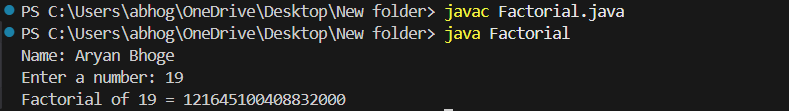 PS C:\Users\abhog\OneDrive\Desktop\New folder> javac Factorial.java
PS C:\Users\abhog\OneDrive\Desktop\New folder> java Factorial
Name: Aryan Bhoge
Enter a number: 19
Factorial of 19 = 121645100408832000